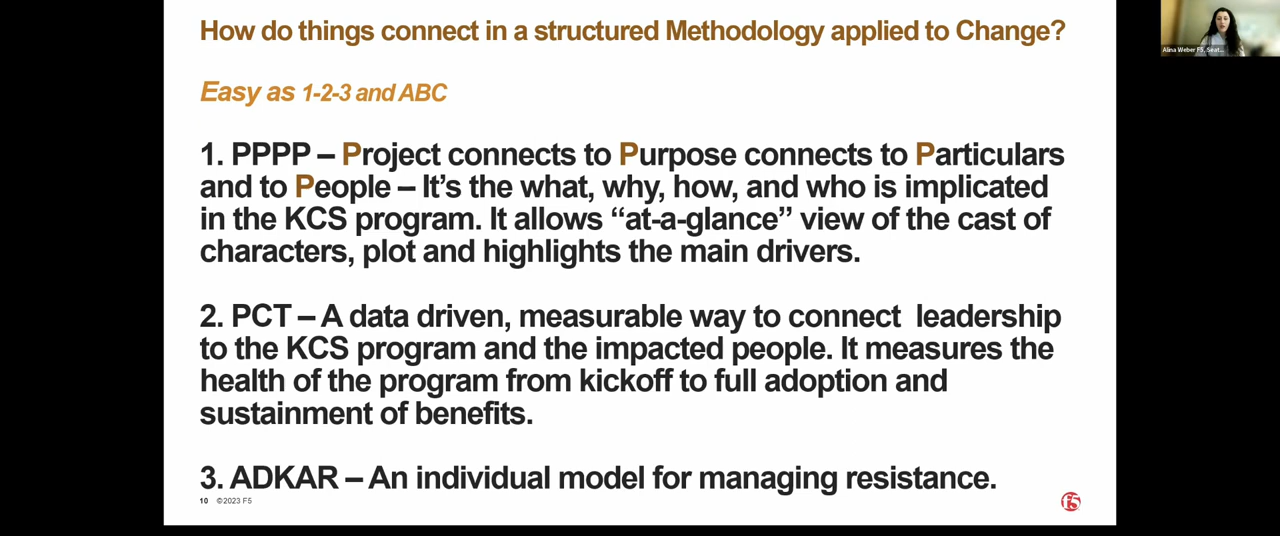 How do things connect in a structured Methodology applied to Change?
Alina Weber F5, Seat...
Easy as 1-2-3 and ABC
1. PPPP – Project connects to Purpose connects to Particulars
and to People – It's the what, why, how, and who is implicated
in the KCS program. It allows “at-a-glance” view of the cast of
characters, plot and highlights the main drivers.
2. PCT – A data driven, measurable way to connect  leadership
to the KCS program and the impacted people. It measures the
health of the program from kickoff to full adoption and
sustainment of benefits.
3. ADKAR – An individual model for managing resistance.
10 ©2023 F5
f5